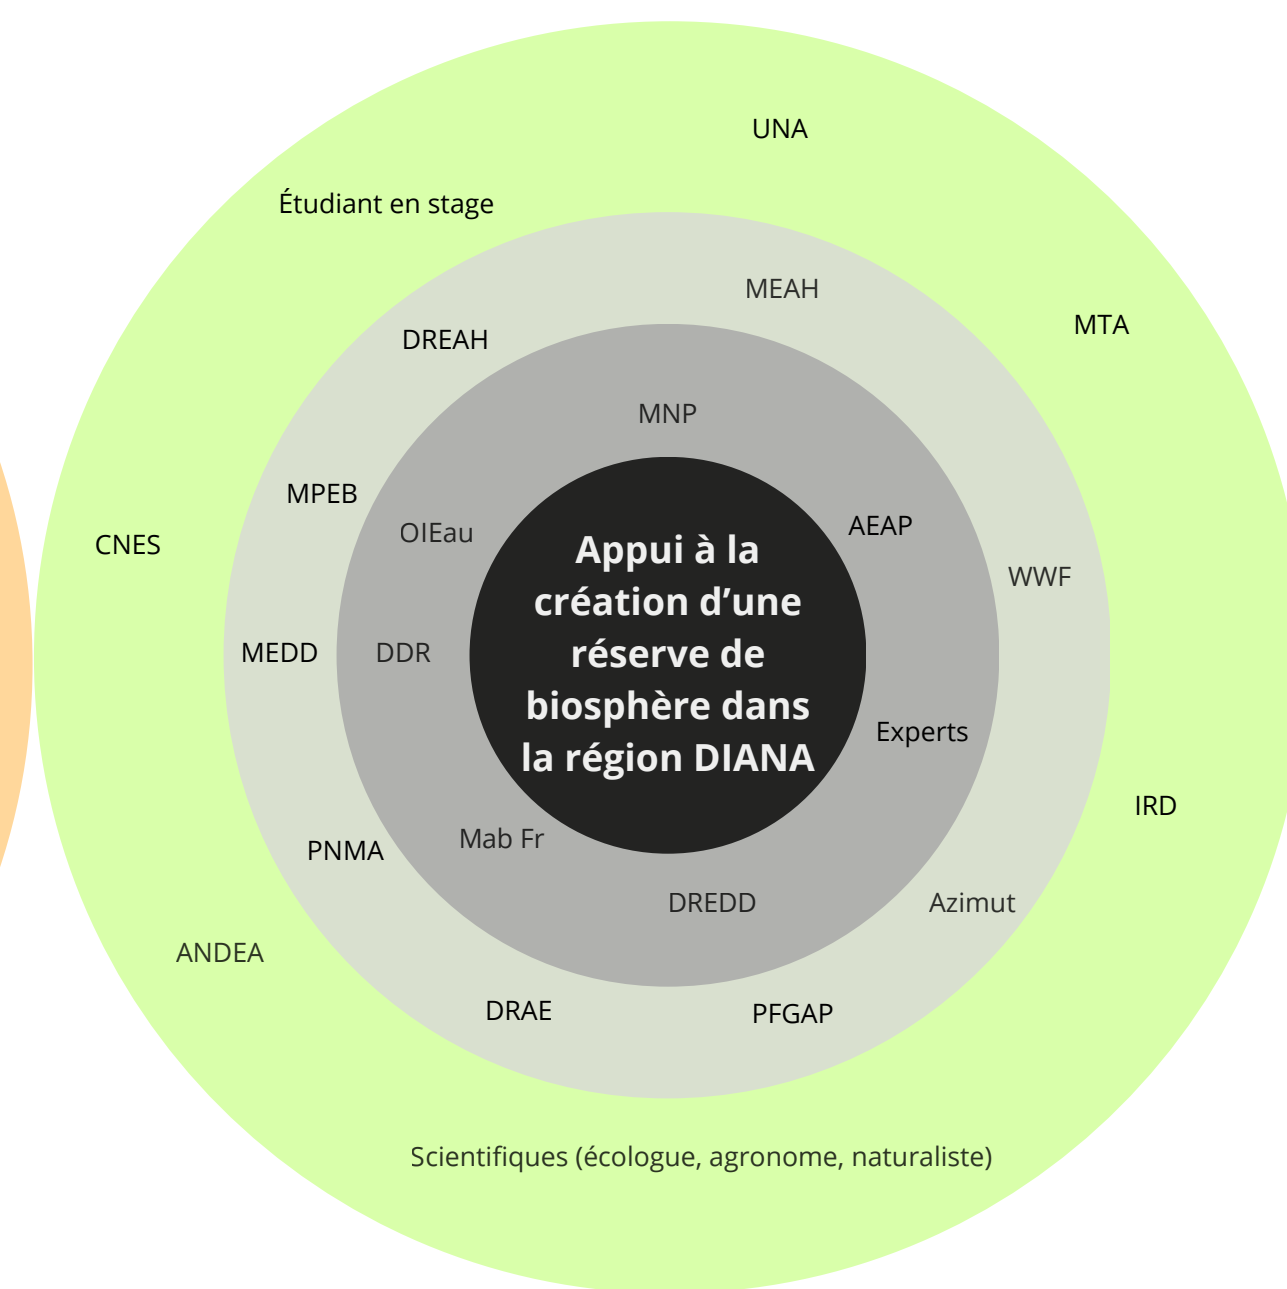 UNA
Étudiant en stage
MEAH
MTA
DREAH
MNP
MPEB
AEAP
OIEau
CNES
WWF
Appui à la
création d’une
réserve de
biosphère dans
la région DIANA
MEDD
DDR
Experts
IRD
Mab Fr
PNMA
DREDD
Azimut
ANDEA
DRAE
PFGAP
Scientifiques (écologue, agronome, naturaliste)